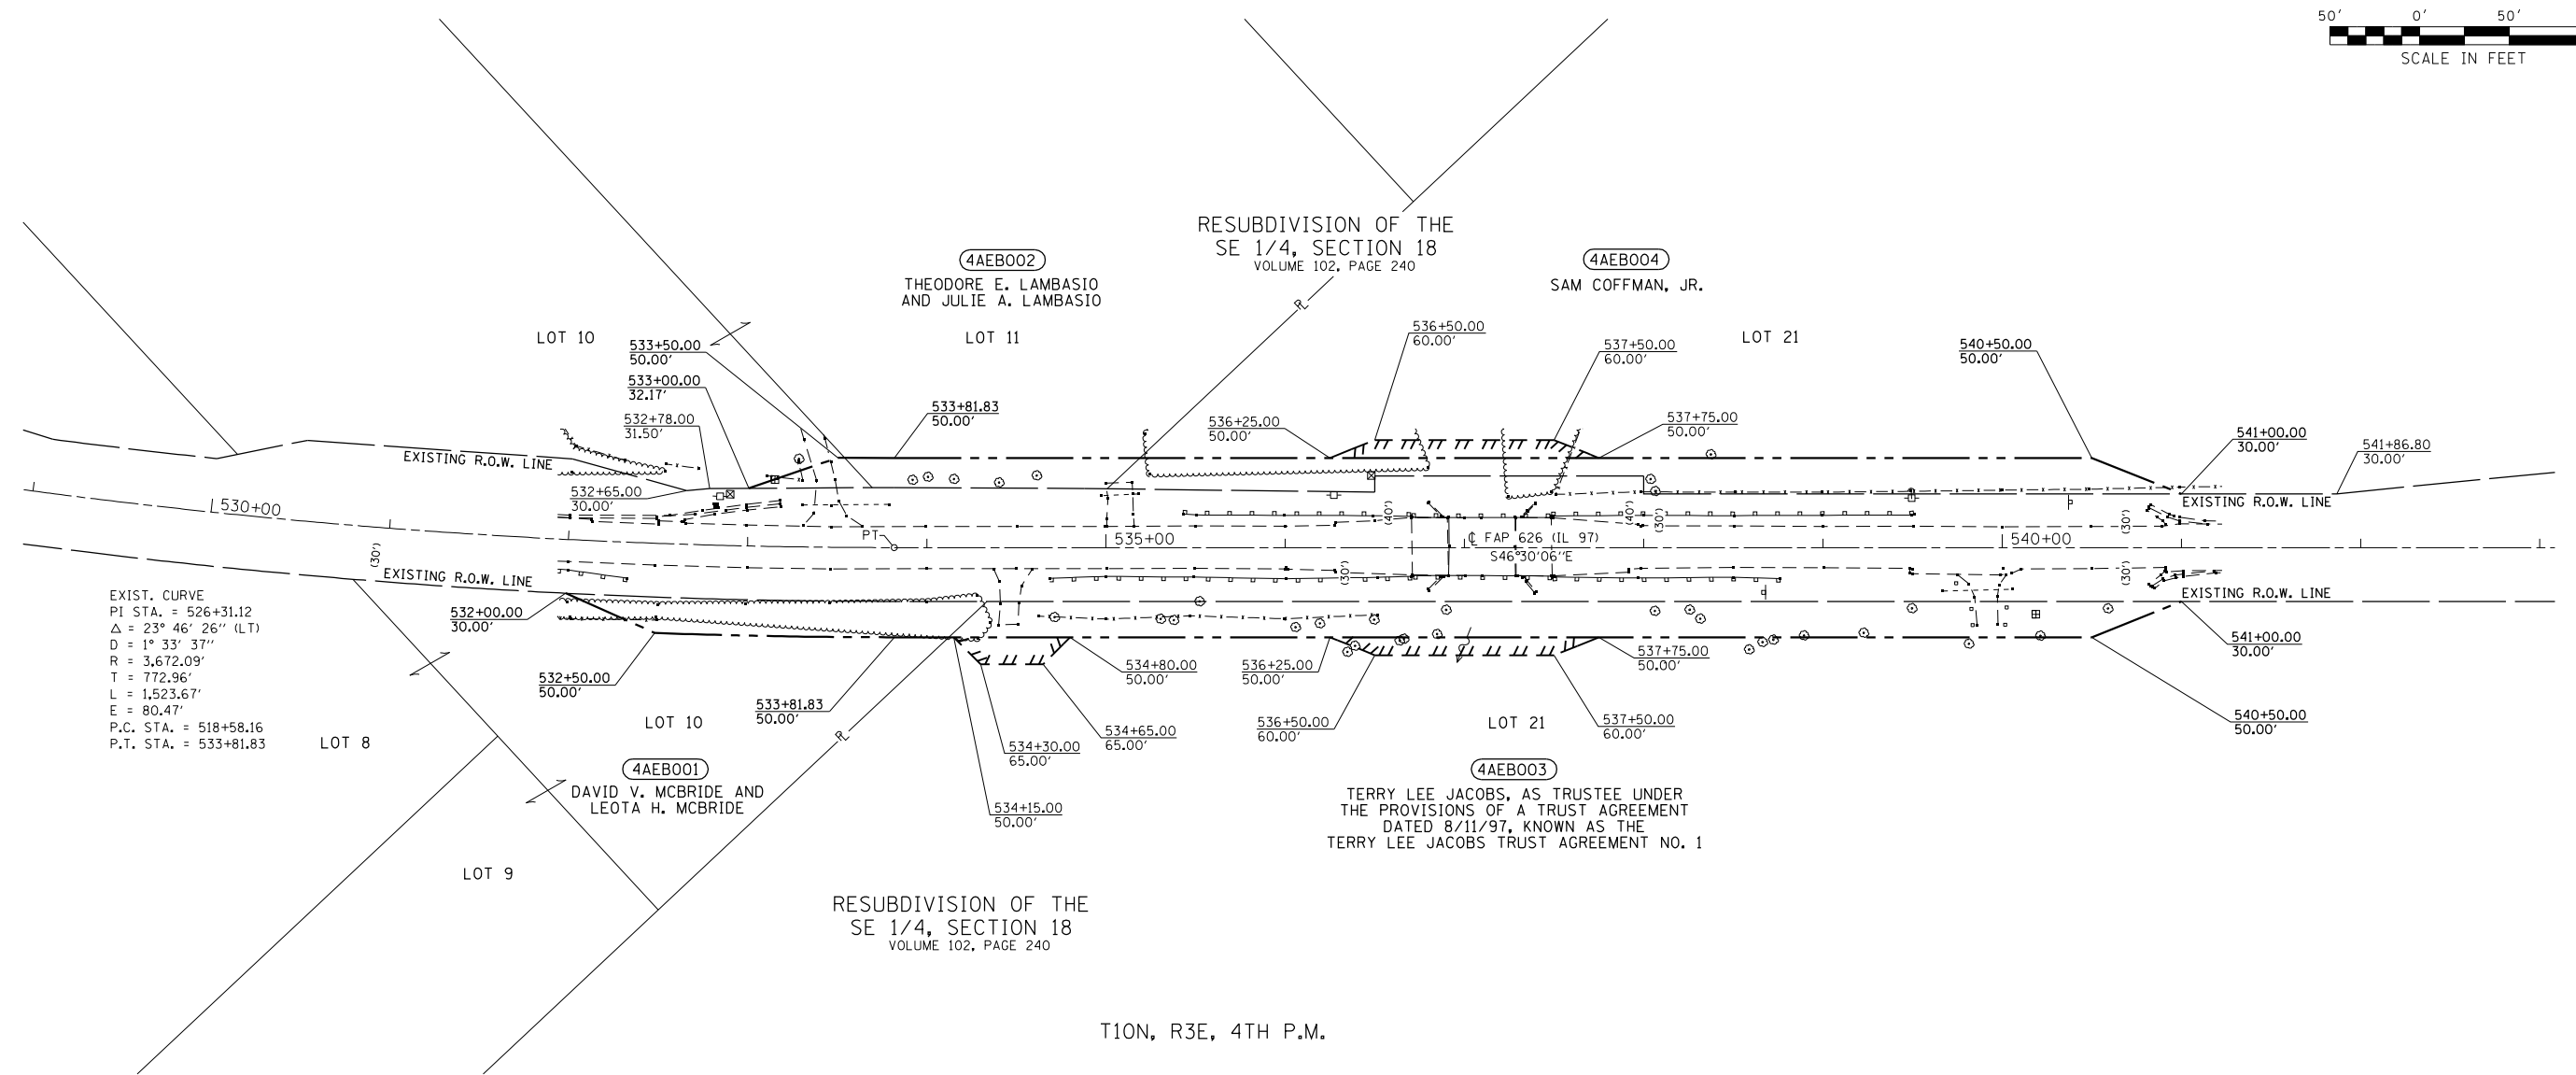 50' 0' 50'
SCALE IN FEET
RESUBDIVISION OF THE
SE 1/4, SECTION 18
VOLUME 102, PAGE 240
4AEB002
THEODORE E. LAMBASIO
AND JULIE A. LAMBASIO
4AEB004
SAM COFFMAN, JR.
LOT 10
LOT 11
LOT 21
533+50.00
50.00'
533+00.00
32.17'
532+78.00
31.50'
532+65.00
30.00'
533+81.83
50.00'
536+25.00
50.00'
536+50.00
60.00'
537+50.00
60.00'
537+75.00
50.00'
540+50.00
50.00'
541+00.00
30.00'
541+86.80
30.00'
PL
EXISTING R.O.W. LINE
EXISTING R.O.W. LINE
530+00
PT
535+00
(40')
℄ FAP 626 (IL 97)
S46°30'06"E
(40')
(30')
540+00
(30')
(30')
(30')
(30')
EXISTING R.O.W. LINE
EXISTING R.O.W. LINE
EXIST. CURVE
PI STA. = 526+31.12
Δ = 23° 46' 26" (LT)
D = 1° 33' 37"
R = 3,672.09'
T = 772.96'
L = 1,523.67'
E = 80.47'
P.C. STA. = 518+58.16
P.T. STA. = 533+81.83
532+00.00
30.00'
532+50.00
50.00'
533+81.83
50.00'
534+15.00
50.00'
534+30.00
65.00'
534+65.00
65.00'
534+80.00
50.00'
536+25.00
50.00'
536+50.00
60.00'
537+50.00
60.00'
537+75.00
50.00'
541+00.00
30.00'
540+50.00
50.00'
LOT 8
LOT 10
PL
LOT 21
4AEB001
DAVID V. MCBRIDE AND
LEOTA H. MCBRIDE
4AEB003
TERRY LEE JACOBS, AS TRUSTEE UNDER
THE PROVISIONS OF A TRUST AGREEMENT
DATED 8/11/97, KNOWN AS THE
TERRY LEE JACOBS TRUST AGREEMENT NO. 1
LOT 9
RESUBDIVISION OF THE
SE 1/4, SECTION 18
VOLUME 102, PAGE 240
T10N, R3E, 4TH P.M.